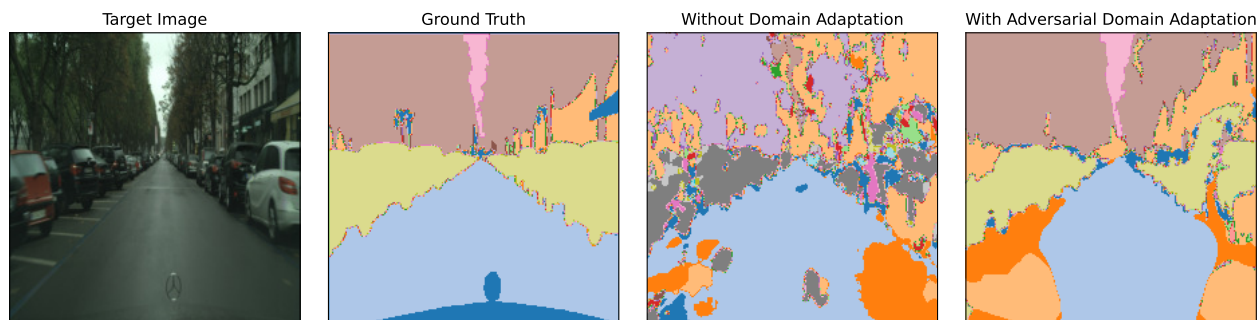 Target Image
Ground Truth
Without Domain Adaptation
With Adversarial Domain Adaptation